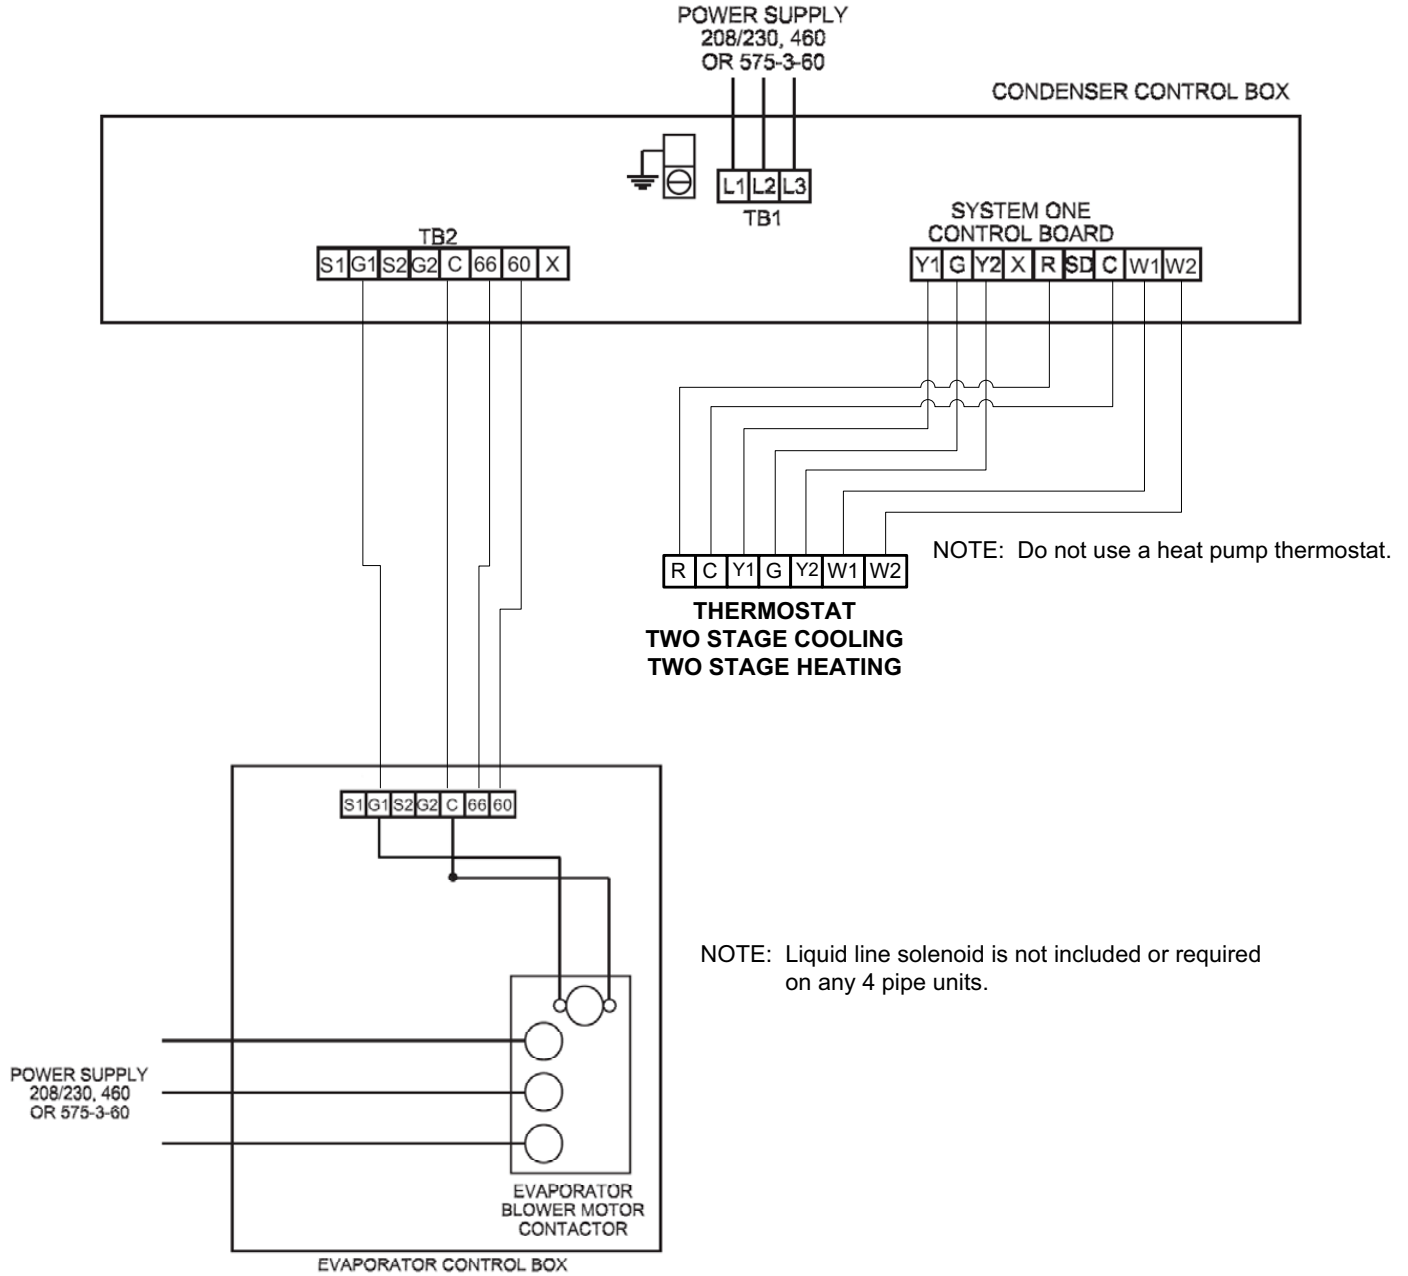 POWER SUPPLY
208/230, 460
OR 575-3-60
CONDENSER CONTROL BOX
L1 L2 L3
TB1
SYSTEM ONE
CONTROL BOARD
Y1 G Y2 X R SD C W1 W2
TB2
S1 G1 S2 G2 C 66 60 X
NOTE: Do not use a heat pump thermostat.
R C Y1 G Y2 W1 W2
THERMOSTAT
TWO STAGE COOLING
TWO STAGE HEATING
S1 G1 S2 G2 C 66 60
NOTE: Liquid line solenoid is not included or required
on any 4 pipe units.
POWER SUPPLY
208/230, 460
OR 575-3-60
EVAPORATOR
BLOWER MOTOR
CONTACTOR
EVAPORATOR CONTROL BOX